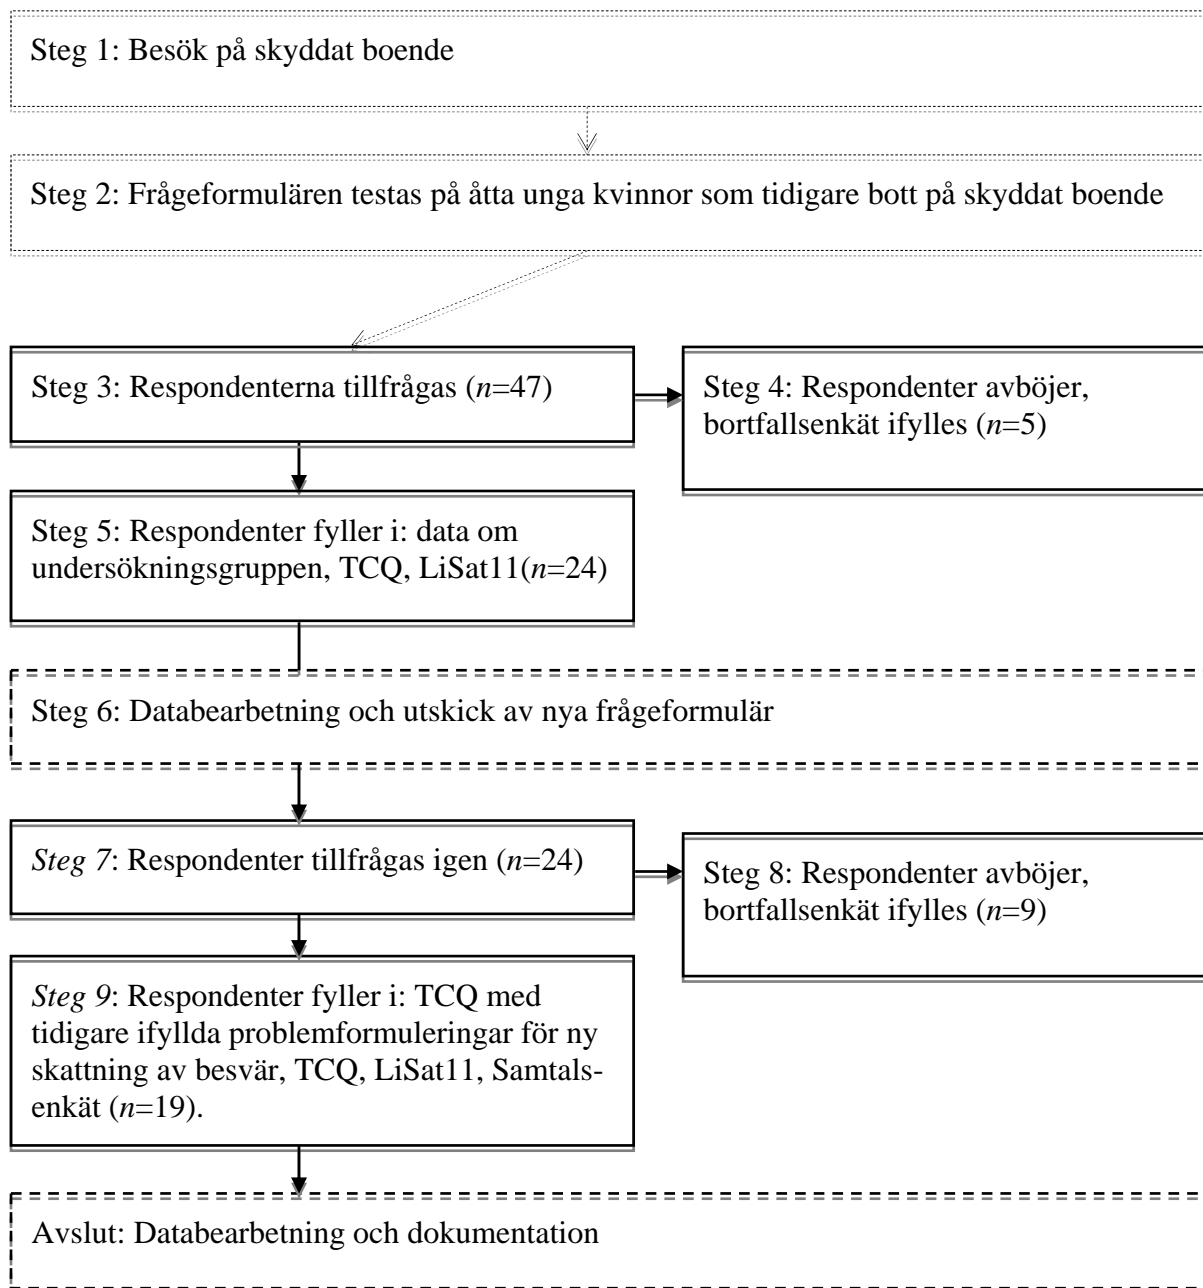 Steg 1: Besök på skyddat boende
Steg 2: Frågeformulären testas på åtta unga kvinnor som tidigare bott på skyddat boende
Steg 3: Respondenterna tillfrågas (n=47)
Steg 4: Respondenter avböjer,
bortfallsenkät ifylles (n=5)
Steg 5: Respondenter fyller i: data om
undersökningsgruppen, TCQ, LiSat11(n=24)
Steg 6: Databearbetning och utskick av nya frågeformulär
Steg 7: Respondenter tillfrågas igen (n=24)
Steg 8: Respondenter avböjer,
bortfallsenkät ifylles (n=9)
Steg 9: Respondenter fyller i: TCQ med
tidigare ifyllda problemformuleringar för ny
skattning av besvär, TCQ, LiSat11, Samtals-
enkät (n=19).
Avslut: Databearbetning och dokumentation